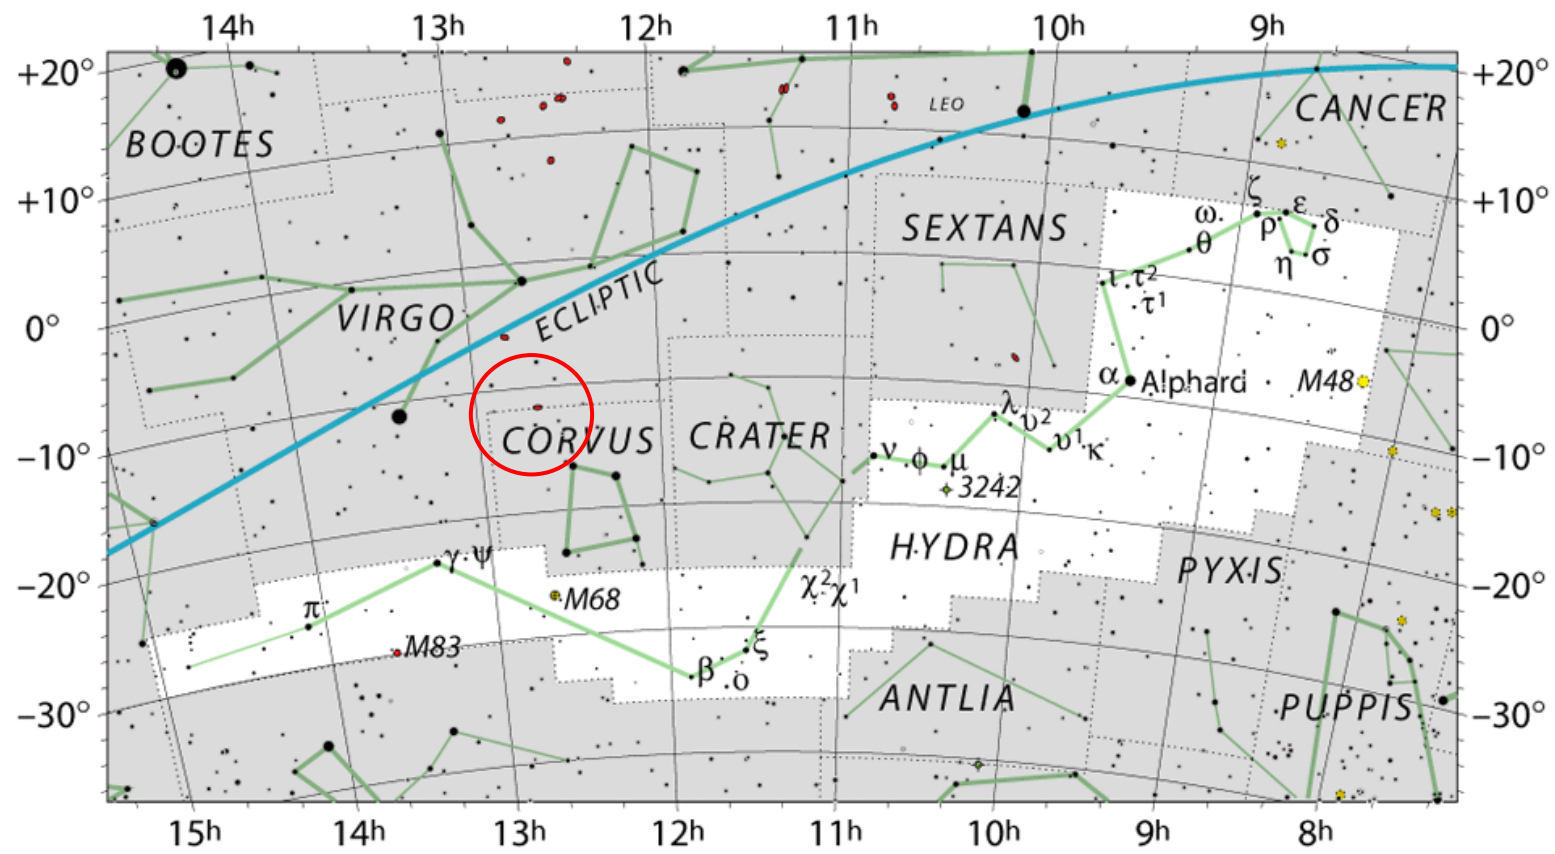 14h 13h 12h 11h 10h 9h
+20° +20°
LEO CANCER
BOOTES
+10° +10°
SEXTANS ω ζ ε
ρ δ
θ
η σ
ι τ²
τ¹
ECLIPTIC
VIRGO
0° 0°
α Alphard M48
λ
υ² υ¹ κ
CORVUS CRATER
ν φ μ
−10° −10°
3242
HYDRA
γ ψ PYXIS
−20° −20°
π M68 χ² χ¹
M83 ξ
β ο
ANTLIA PUPPIS
−30° −30°
15h 14h 13h 12h 11h 10h 9h 8h